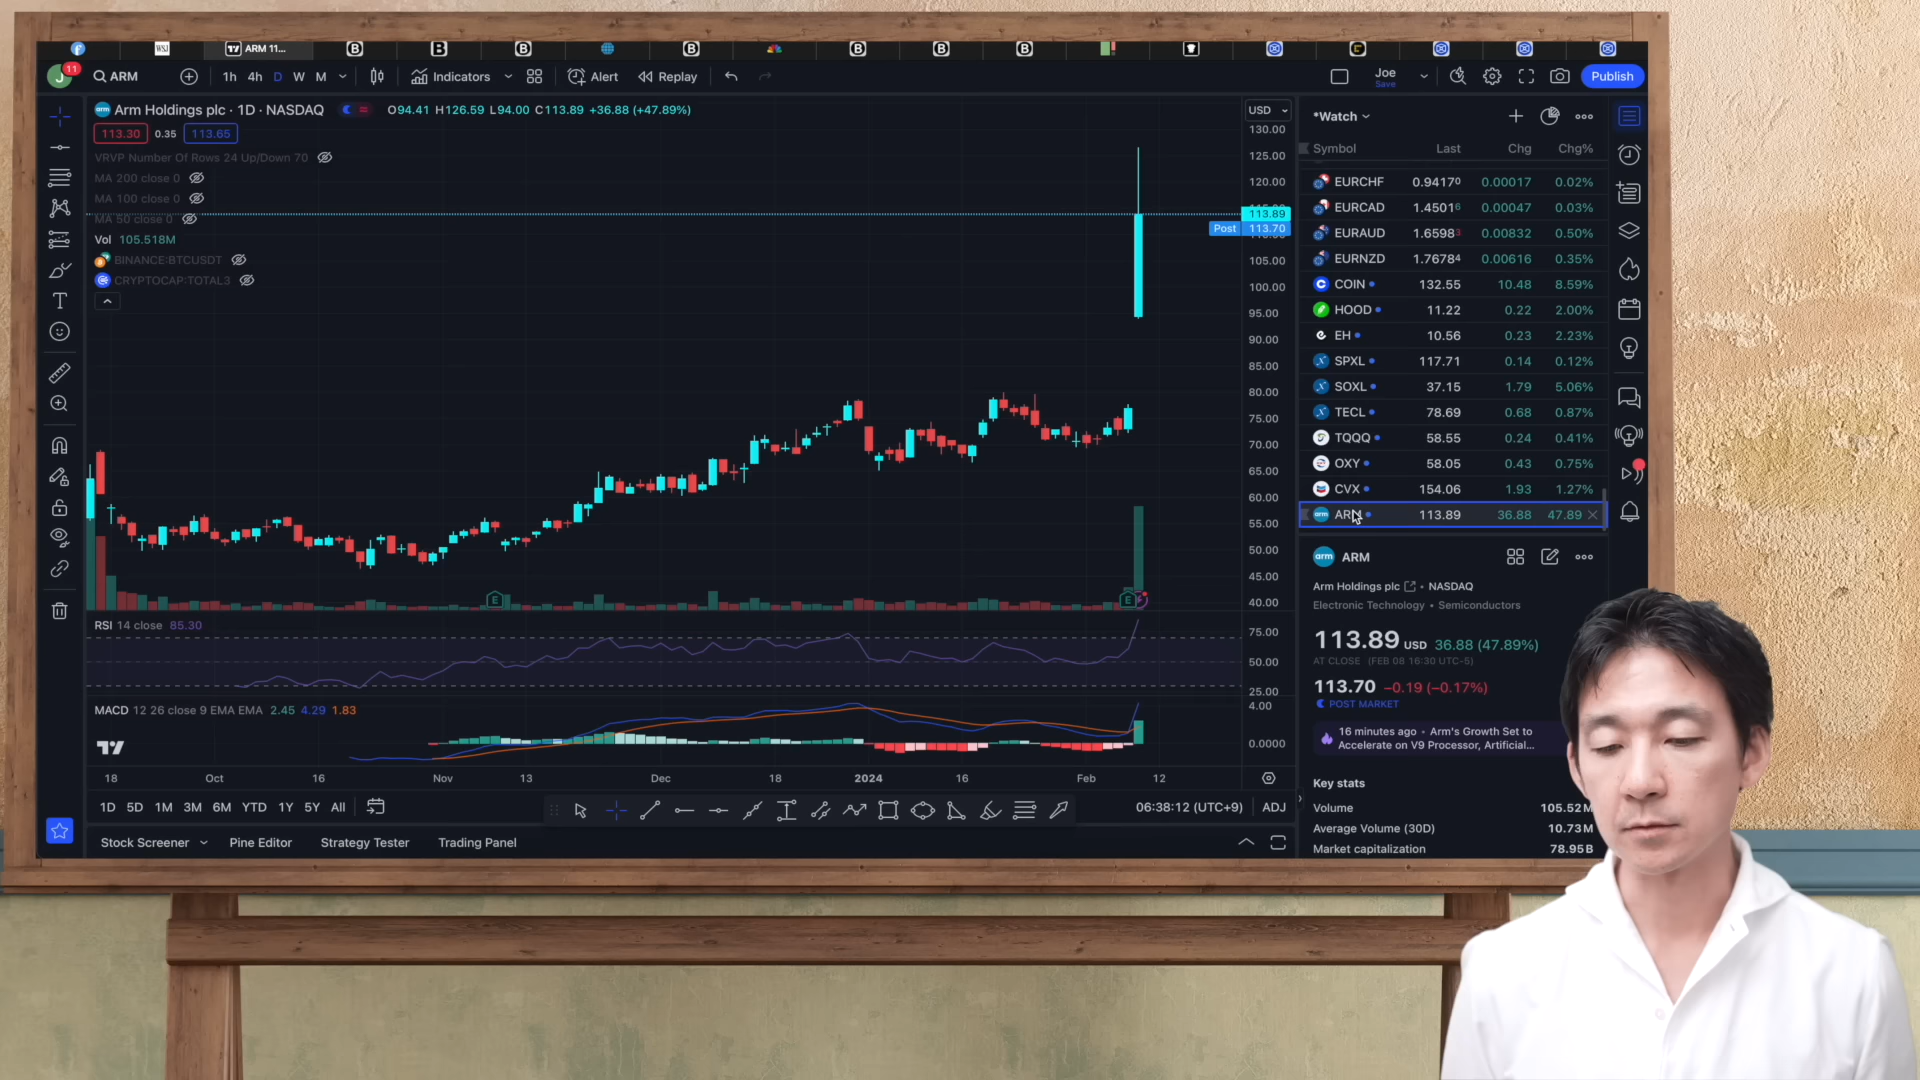 WSJ
ARM 11...
J 11
ARM
1h 4h D W M
Indicators
Alert
Replay
Joe
Save
Publish
Arm Holdings plc · 1D · NASDAQ
O94.41 H126.59 L94.00 C113.89 +36.88 (+47.89%)
113.30 0.35 113.65
VRVP Number Of Rows 24 Up/Down 70
MA 200 close 0
MA 100 close 0
MA 50 close 0
Vol 105.518M
BINANCE:BTCUSDT
CRYPTOCAP:TOTAL3
USD
130.00
125.00
120.00
113.89
Post 113.70
105.00
100.00
95.00
90.00
85.00
80.00
75.00
70.00
65.00
60.00
55.00
50.00
45.00
40.00
E
E
RSI 14 close 85.30
75.00
50.00
25.00
MACD 12 26 close 9 EMA EMA 2.45 4.29 1.83
4.00
0.0000
18 Oct 16 Nov 13 Dec 18 2024 16 Feb 12
1D 5D 1M 3M 6M YTD 1Y 5Y All
06:38:12 (UTC+9) ADJ
Stock Screener Pine Editor Strategy Tester Trading Panel
*Watch
Symbol Last Chg Chg%
EURCHF 0.94170 0.00017 0.02%
EURCAD 1.45016 0.00047 0.03%
EURAUD 1.65983 0.00832 0.50%
EURNZD 1.76784 0.00616 0.35%
COIN 132.55 10.48 8.59%
HOOD 11.22 0.22 2.00%
EH 10.56 0.23 2.23%
SPXL 117.71 0.14 0.12%
SOXL 37.15 1.79 5.06%
TECL 78.69 0.68 0.87%
TQQQ 58.55 0.24 0.41%
OXY 58.05 0.43 0.75%
CVX 154.06 1.93 1.27%
arm ARM 113.89 36.88 47.89
arm ARM
Arm Holdings plc • NASDAQ
Electronic Technology • Semiconductors
113.89 USD 36.88 (47.89%)
AT CLOSE (FEB 08 16:30 UTC-5)
113.70 −0.19 (−0.17%)
POST MARKET
16 minutes ago • Arm's Growth Set to
Accelerate on V9 Processor, Artificial...
Key stats
Volume 105.52M
Average Volume (30D) 10.73M
Market capitalization 78.95B